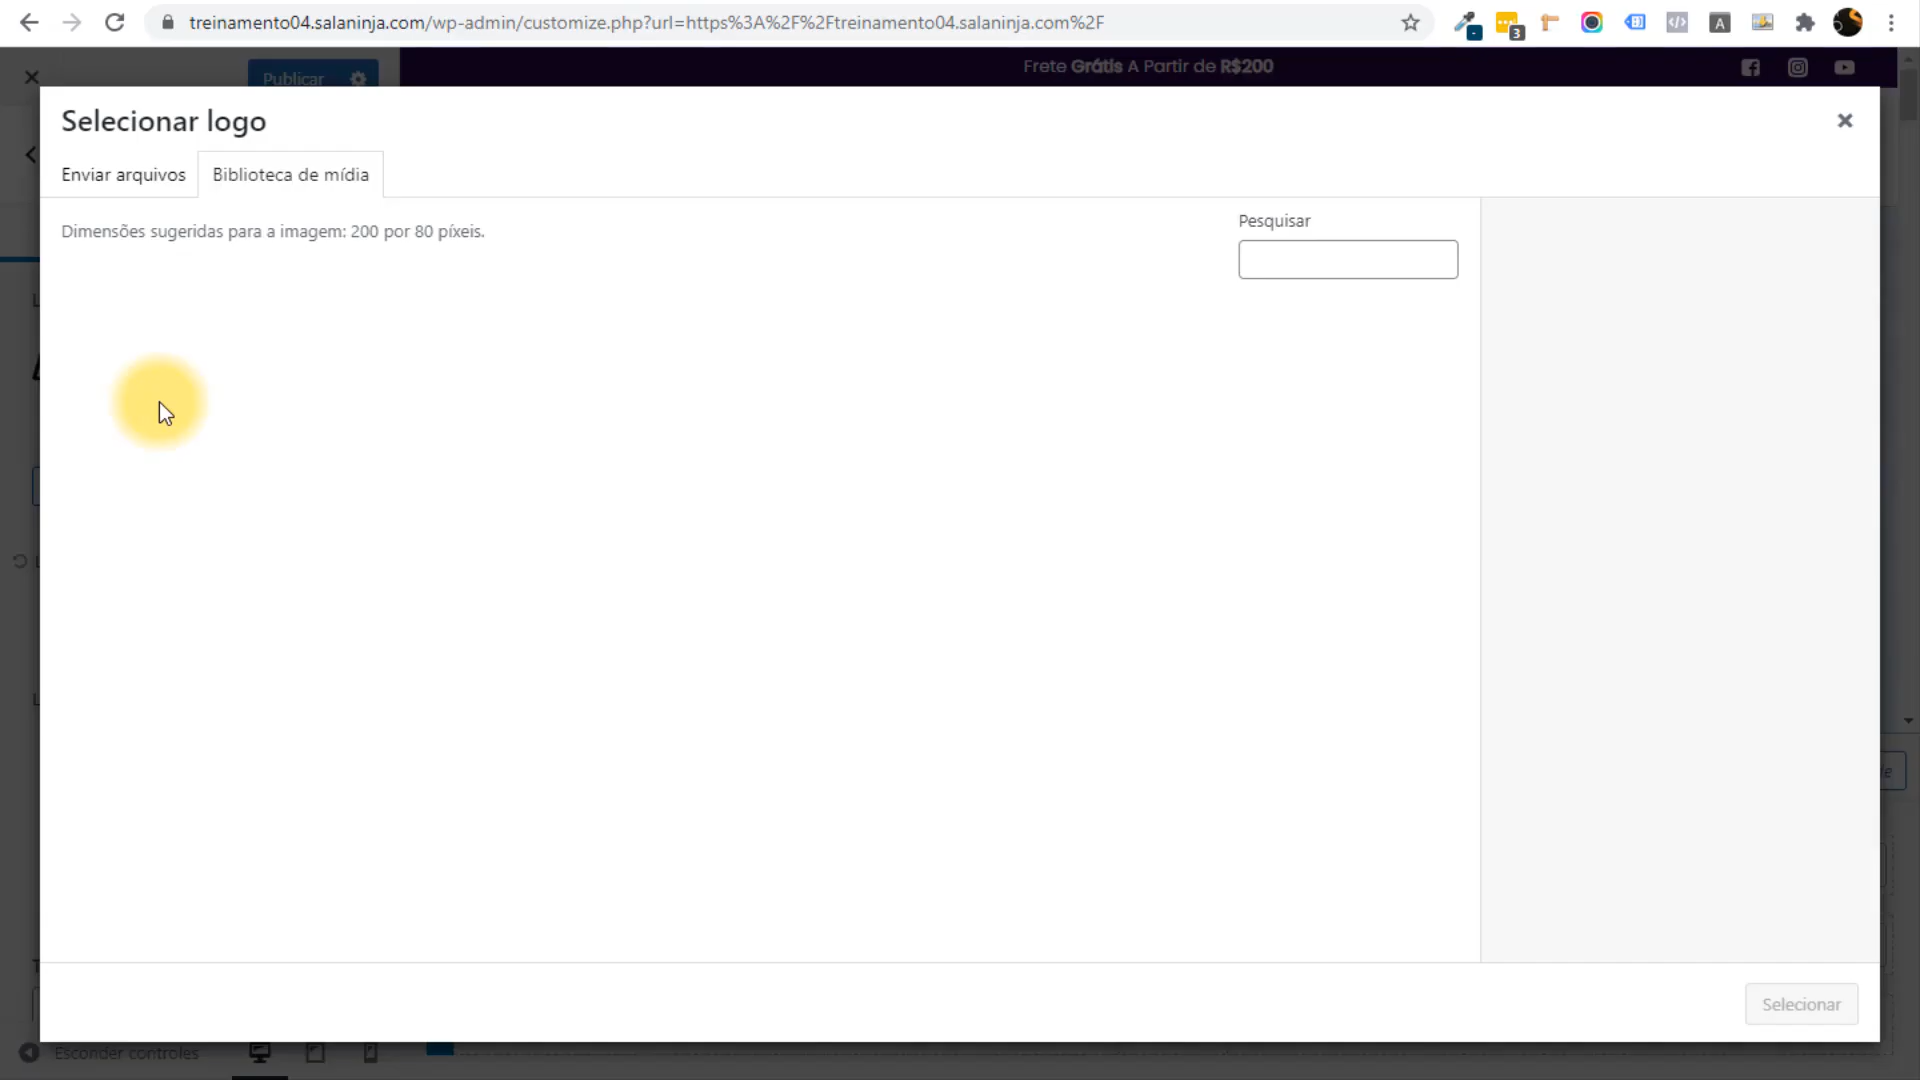 treinamento04.salaninja.com/wp-admin/customize.php?url=https%3A%2F%2Ftreinamento04.salaninja.com%2F
3
A
Publicar
Frete Grátis A Partir de R$200
Selecionar logo
Enviar arquivos
Biblioteca de mídia
Dimensões sugeridas para a imagem: 200 por 80 píxeis.
Pesquisar
Selecionar
Esconder controles